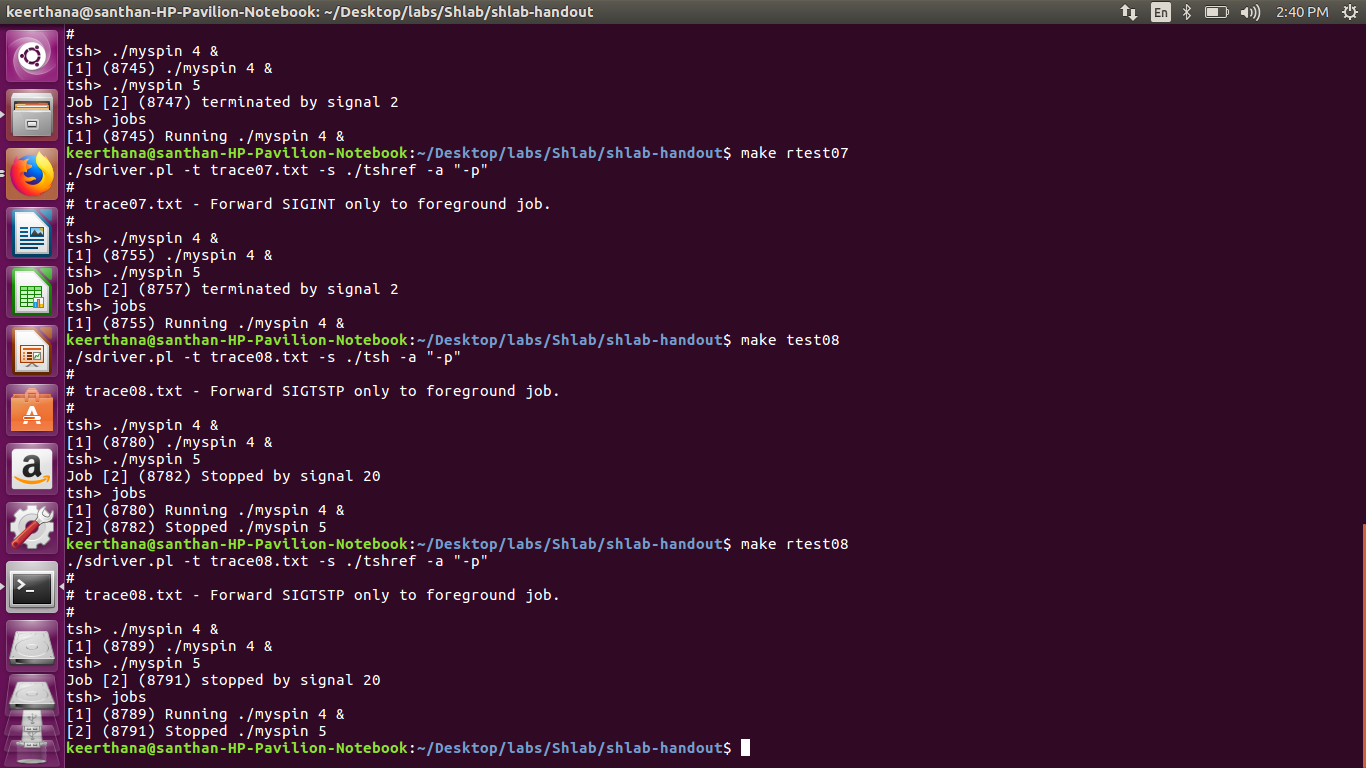 keerthana@santhan-HP-Pavilion-Notebook: ~/Desktop/labs/Shlab/shlab-handout
En
2:40 PM
#
tsh> ./myspin 4 &
[1] (8745) ./myspin 4 &
tsh> ./myspin 5
Job [2] (8747) terminated by signal 2
tsh> jobs
[1] (8745) Running ./myspin 4 &
keerthana@santhan-HP-Pavilion-Notebook:~/Desktop/labs/Shlab/shlab-handout$ make rtest07
./sdriver.pl -t trace07.txt -s ./tshref -a "-p"
#
# trace07.txt - Forward SIGINT only to foreground job.
#
tsh> ./myspin 4 &
[1] (8755) ./myspin 4 &
tsh> ./myspin 5
Job [2] (8757) terminated by signal 2
tsh> jobs
[1] (8755) Running ./myspin 4 &
keerthana@santhan-HP-Pavilion-Notebook:~/Desktop/labs/Shlab/shlab-handout$ make test08
./sdriver.pl -t trace08.txt -s ./tsh -a "-p"
#
# trace08.txt - Forward SIGTSTP only to foreground job.
#
tsh> ./myspin 4 &
[1] (8780) ./myspin 4 &
tsh> ./myspin 5
Job [2] (8782) Stopped by signal 20
tsh> jobs
[1] (8780) Running ./myspin 4 &
[2] (8782) Stopped ./myspin 5
keerthana@santhan-HP-Pavilion-Notebook:~/Desktop/labs/Shlab/shlab-handout$ make rtest08
./sdriver.pl -t trace08.txt -s ./tshref -a "-p"
#
# trace08.txt - Forward SIGTSTP only to foreground job.
#
tsh> ./myspin 4 &
[1] (8789) ./myspin 4 &
tsh> ./myspin 5
Job [2] (8791) stopped by signal 20
tsh> jobs
[1] (8789) Running ./myspin 4 &
[2] (8791) Stopped ./myspin 5
keerthana@santhan-HP-Pavilion-Notebook:~/Desktop/labs/Shlab/shlab-handout$